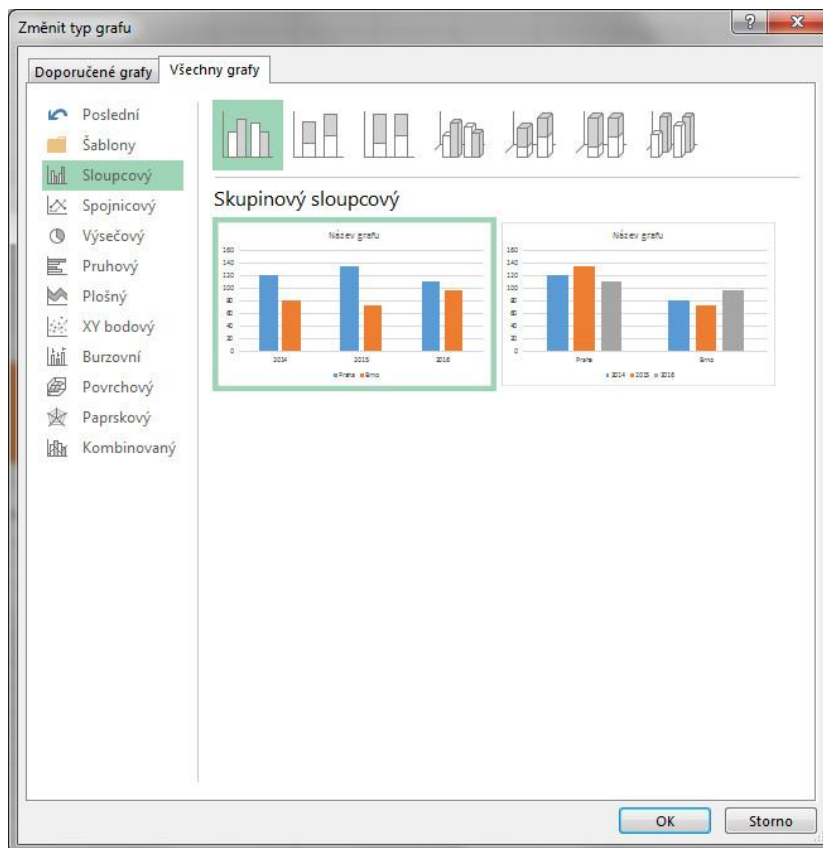 Změnit typ grafu
Doporučené grafy
Všechny grafy
Poslední
Šablony
Sloupcový
Spojnicový
Výsečový
Pruhový
Plošný
XY bodový
Burzovní
Povrchový
Paprskový
Kombinovaný
Skupinový sloupcový
Název grafu
160
140
120
100
80
60
40
20
0
2014 2015 2016
Praha Brno
Název grafu
160
140
120
100
80
60
40
20
0
Praha Brno
2014 2015 2016
OK Storno